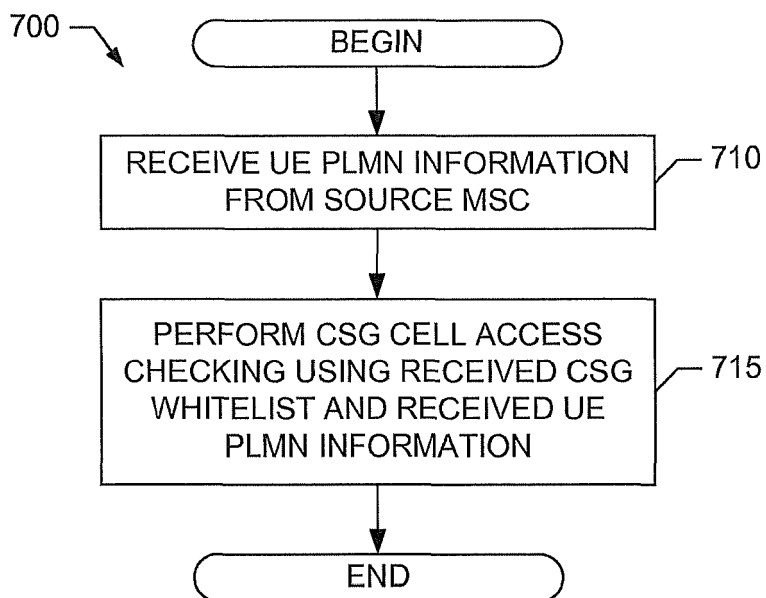 700
BEGIN
RECEIVE UE PLMN INFORMATION
FROM SOURCE MSC
710
PERFORM CSG CELL ACCESS
CHECKING USING RECEIVED CSG
WHITELIST AND RECEIVED UE
PLMN INFORMATION
715
END